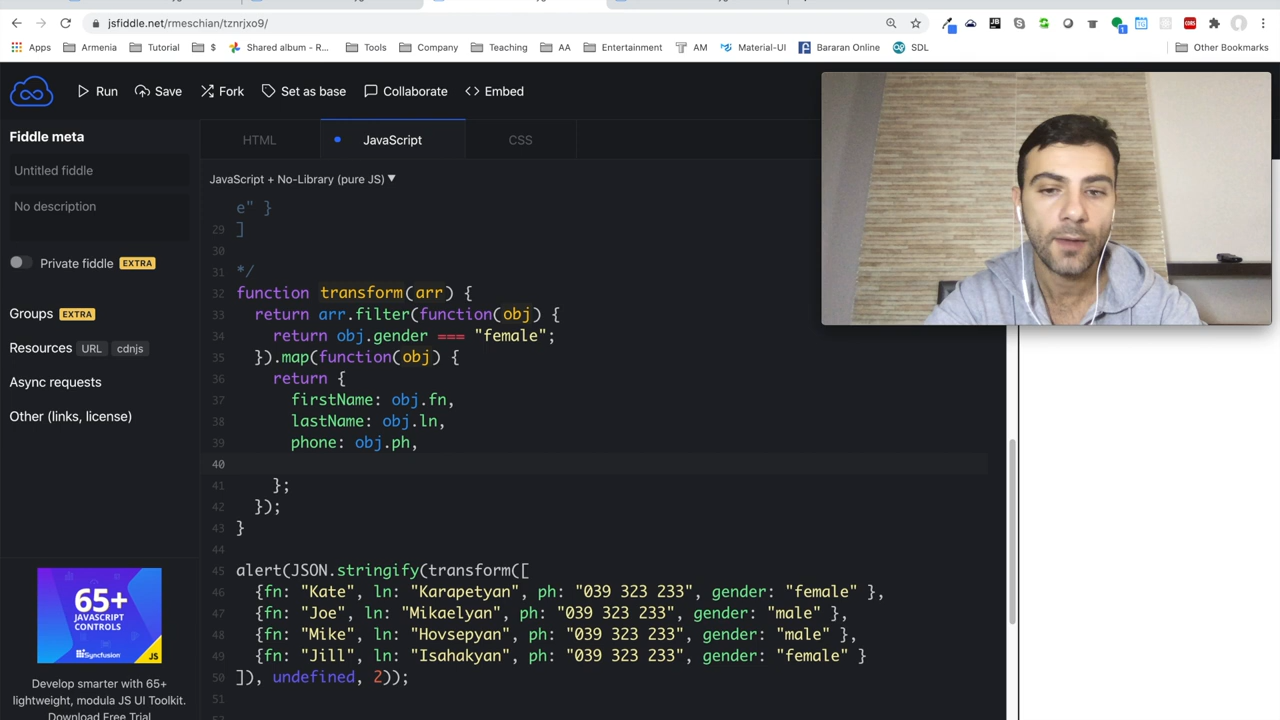 jsfiddle.net/rmeschian/tznrjxo9/
Apps Armenia Tutorial $ Shared album - R... Tools Company Teaching AA Entertainment AM Material-UI Bararan Online SDL Other Bookmarks
Run Save Fork Set as base Collaborate Embed
Fiddle meta
Untitled fiddle
No description
Private fiddle EXTRA
Groups EXTRA
Resources URL cdnjs
Async requests
Other (links, license)
65+
JAVASCRIPT
CONTROLS
Syncfusion
JS
Develop smarter with 65+
lightweight, modula JS UI Toolkit.
Download Free Trial
HTML JavaScript CSS
JavaScript + No-Library (pure JS)
e" }
29 ]
30
31 */
32 function transform(arr) {
33 return arr.filter(function(obj) {
34 return obj.gender === "female";
35 }).map(function(obj) {
36 return {
37 firstName: obj.fn,
38 lastName: obj.ln,
39 phone: obj.ph,
40
41 };
42 });
43 }
44
45 alert(JSON.stringify(transform([
46 {fn: "Kate", ln: "Karapetyan", ph: "039 323 233", gender: "female" },
47 {fn: "Joe", ln: "Mikaelyan", ph: "039 323 233", gender: "male" },
48 {fn: "Mike", ln: "Hovsepyan", ph: "039 323 233", gender: "male" },
49 {fn: "Jill", ln: "Isahakyan", ph: "039 323 233", gender: "female" }
50 ]), undefined, 2));
51